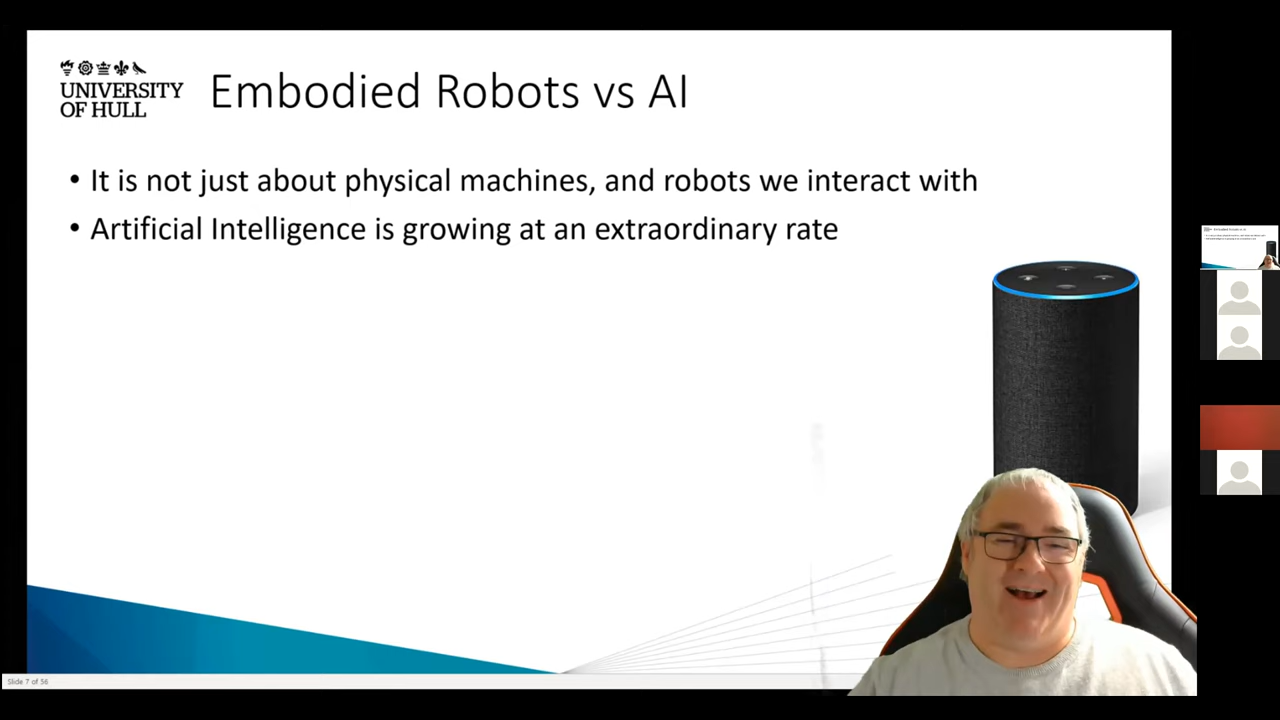 UNIVERSITY
OF HULL
Embodied Robots vs AI
• It is not just about physical machines, and robots we interact with
• Artificial Intelligence is growing at an extraordinary rate
Slide 7 of 56